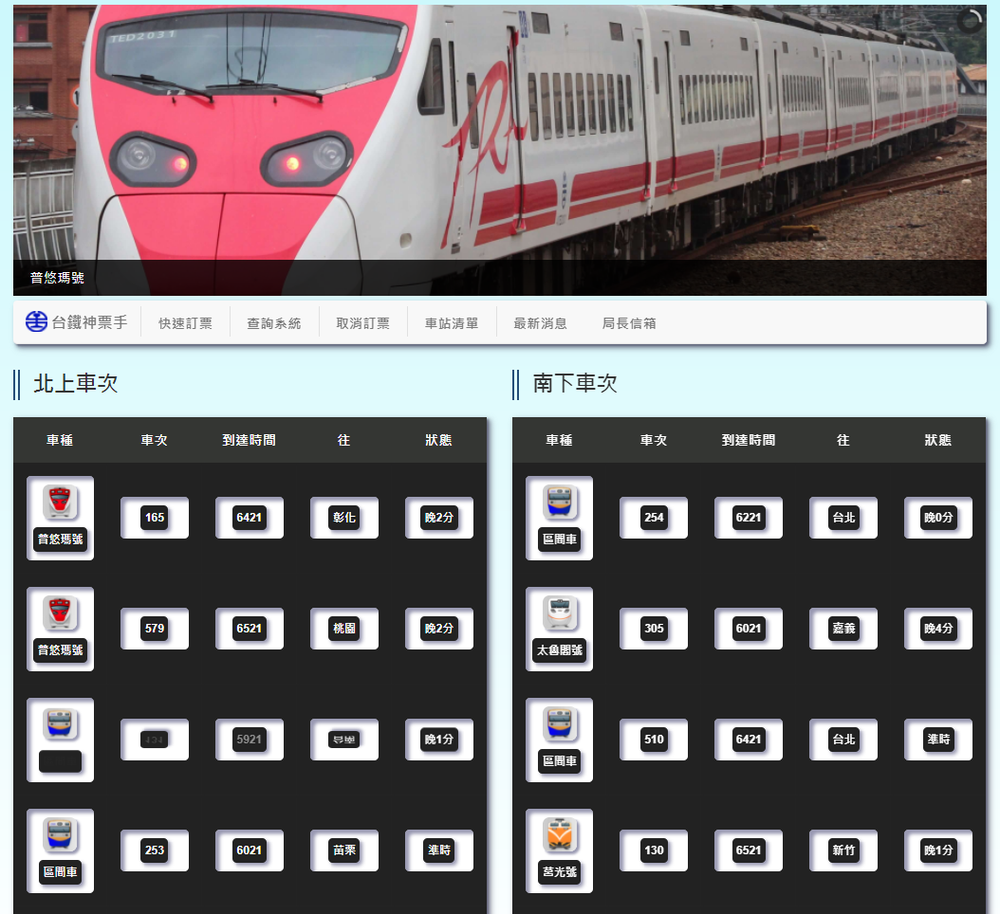 TED2031
普悠瑪號
台鐵神票手 快速訂票 查詢系統 取消訂票 車站清單 最新消息 局長信箱
北上車次
車種 車次 到達時間 往 狀態
普悠瑪號 165 6421 彰化 晚2分
普悠瑪號 579 6521 桃園 晚2分
5921 晚1分
區間車 253 6021 苗栗 準時
南下車次
車種 車次 到達時間 往 狀態
區間車 254 6221 台北 晚0分
太魯閣號 305 6021 嘉義 晚4分
區間車 510 6421 台北 準時
莒光號 130 6521 新竹 晚1分